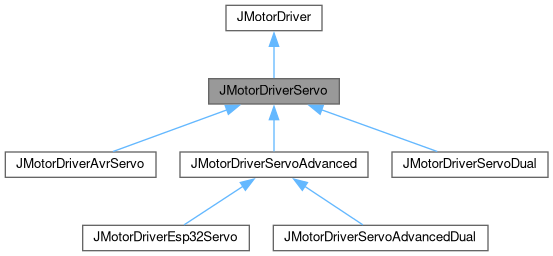 JMotorDriver
JMotorDriverServo
JMotorDriverAvrServo
JMotorDriverServoAdvanced
JMotorDriverServoDual
JMotorDriverEsp32Servo
JMotorDriverServoAdvancedDual